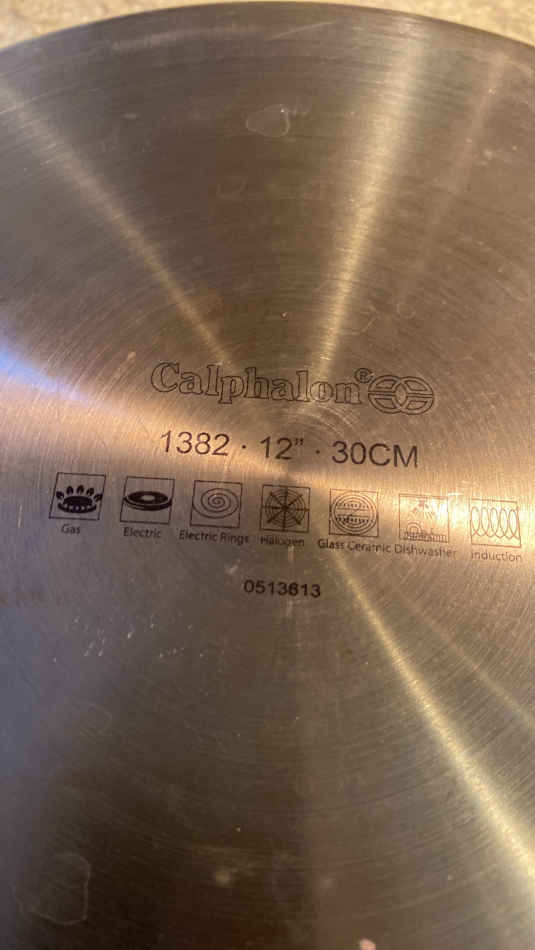 Calphalon®
1382 · 12” · 30CM
Gas Electric Electric Rings Halogen Glass Ceramic Dishwasher Induction
0513613